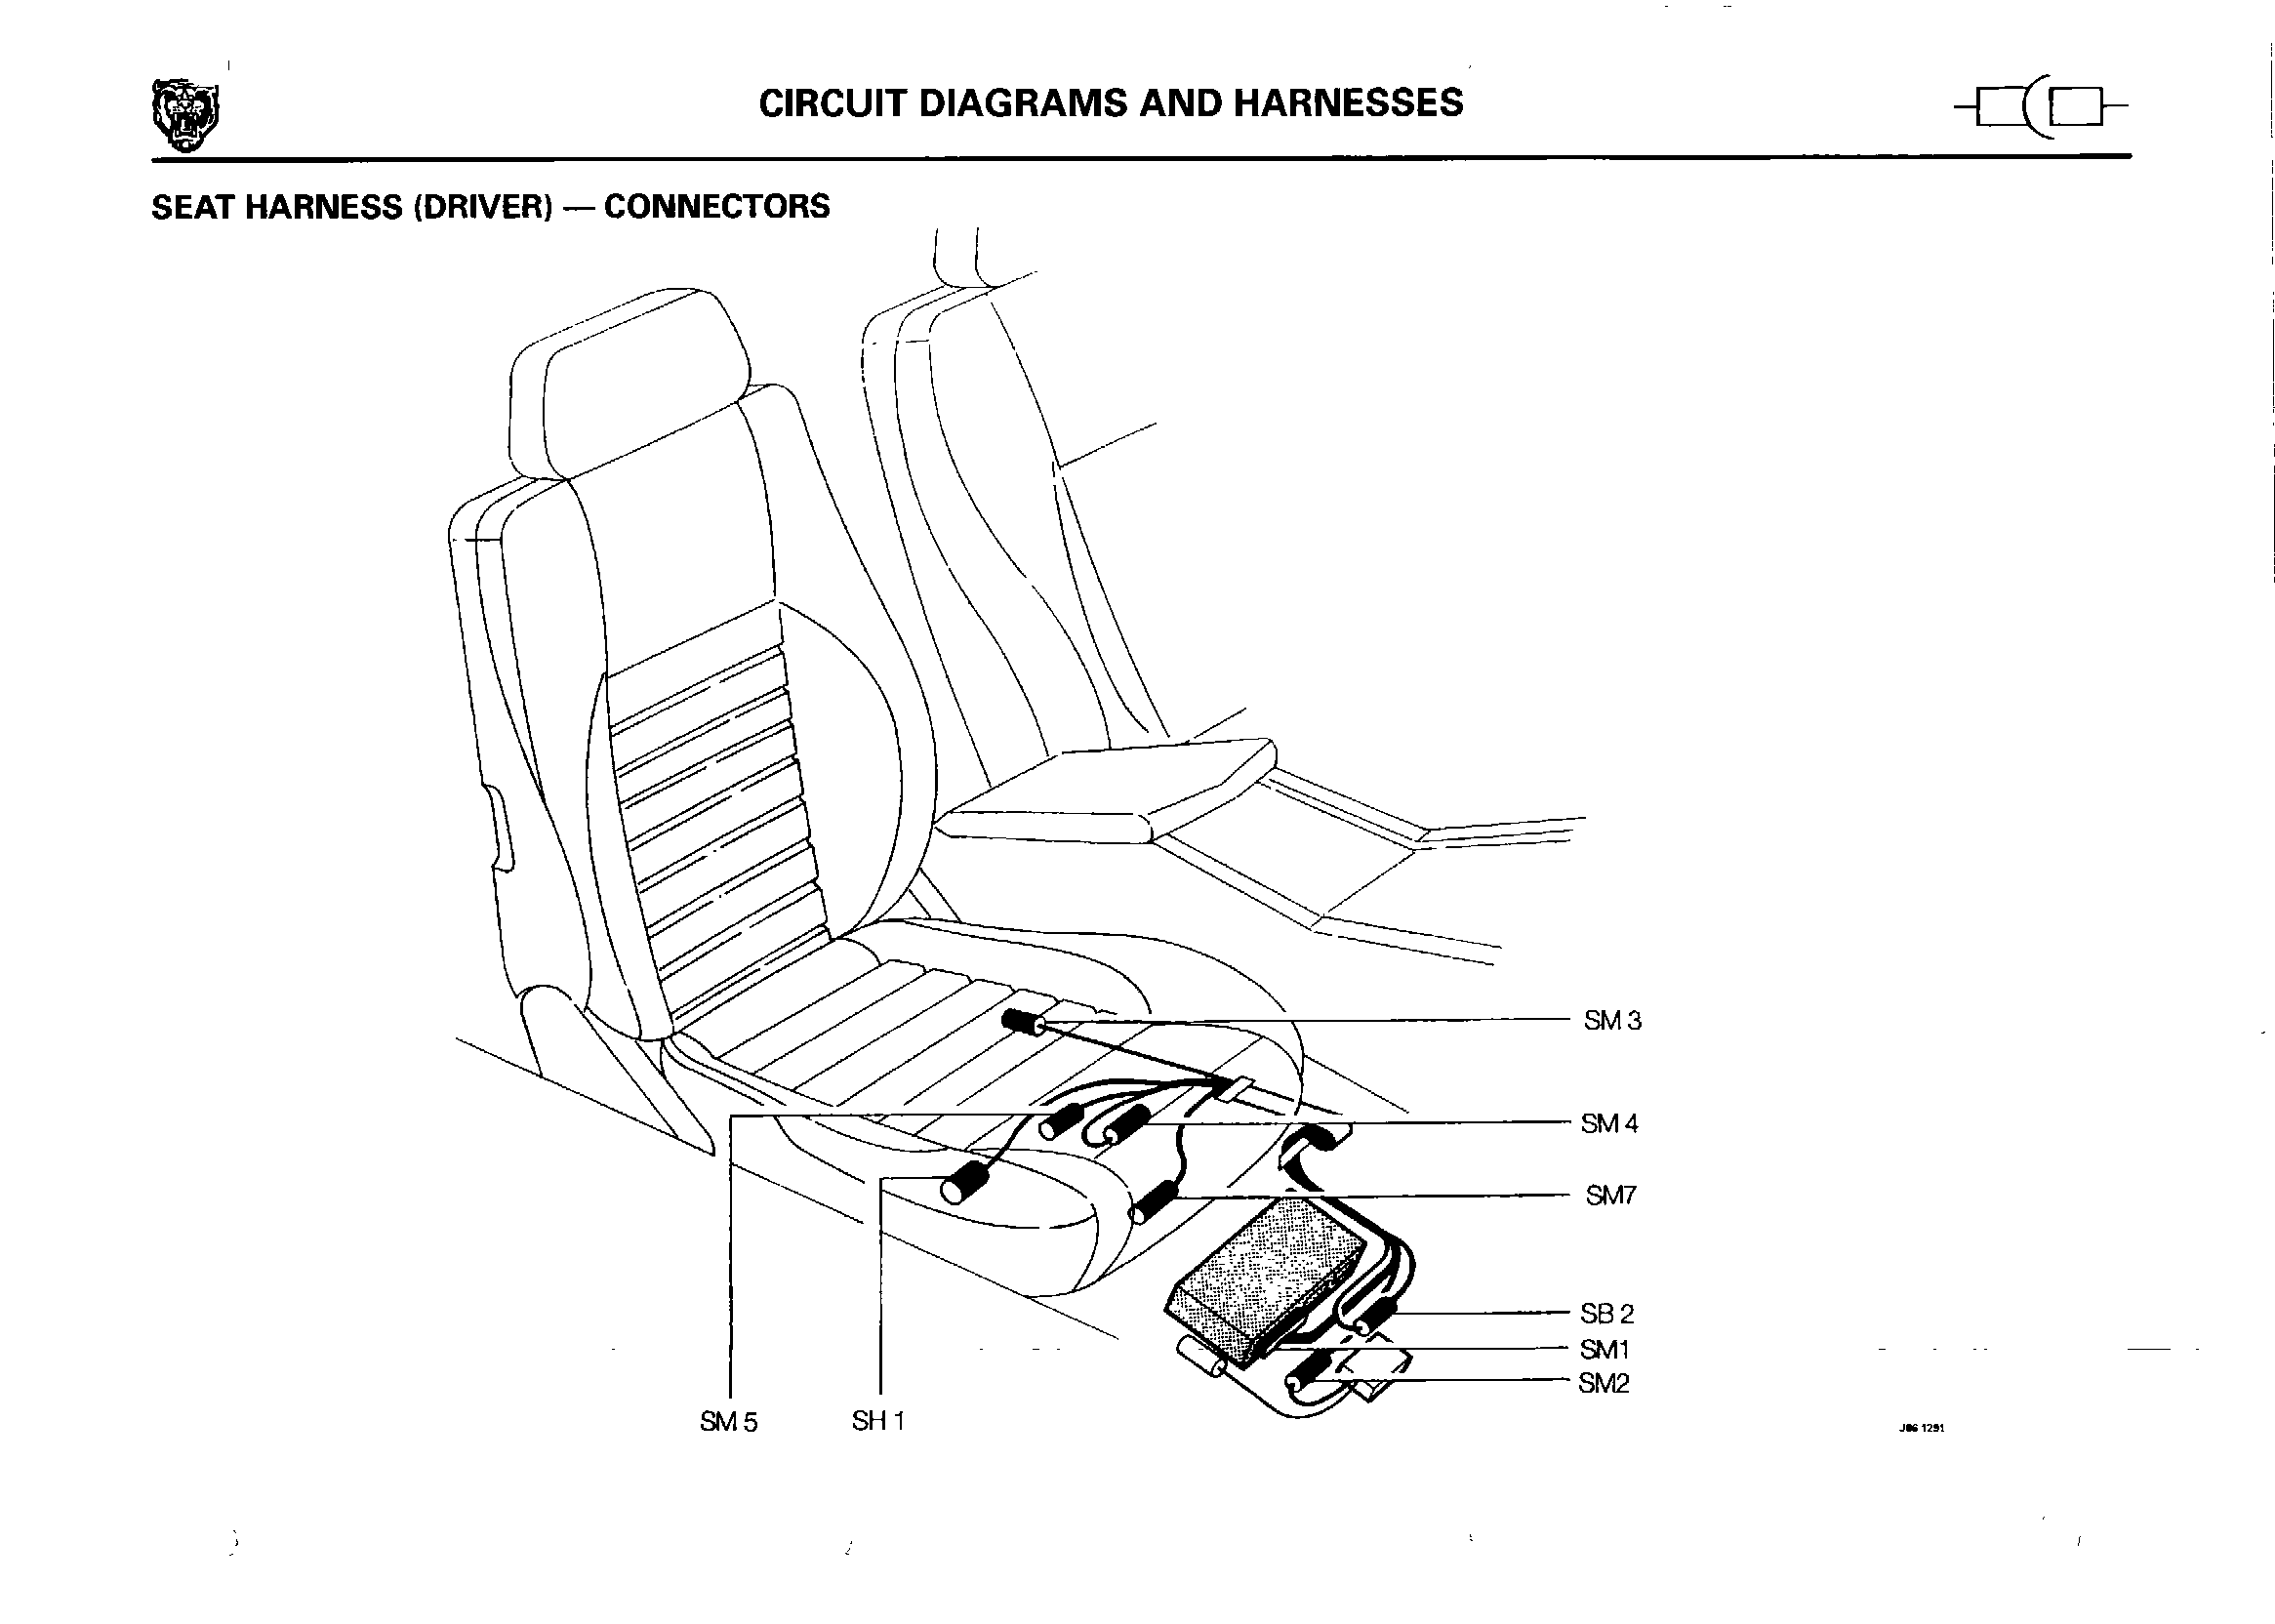 CIRCUIT DIAGRAMS AND HARNESSES
SEAT HARNESS (DRIVER) — CONNECTORS
SM 3
SM 4
SM7
SB 2
SM1
SM2
SM 5
SH 1
J86 1291